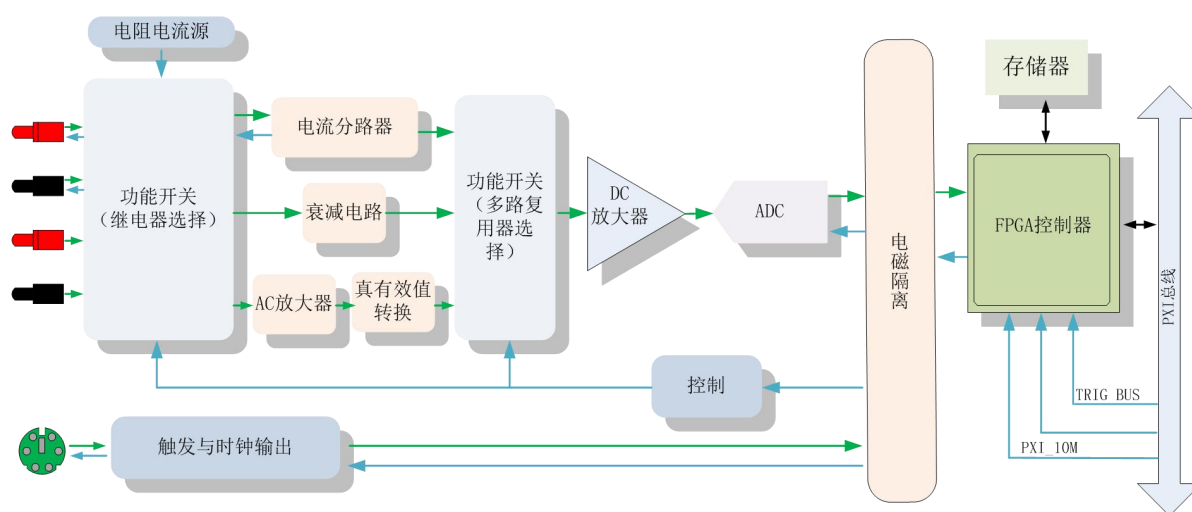 电阻电流源
存储器
电流分路器
功能开关
（继电器选择）
衰减电路
功能开关
（多路复
用器选
择）
DC
放大器
ADC
电
磁
隔
离
FPGA控制器
PXI总线
AC放大器
真有效值
转换
控制
TRIG BUS
触发与时钟输出
PXI_10M